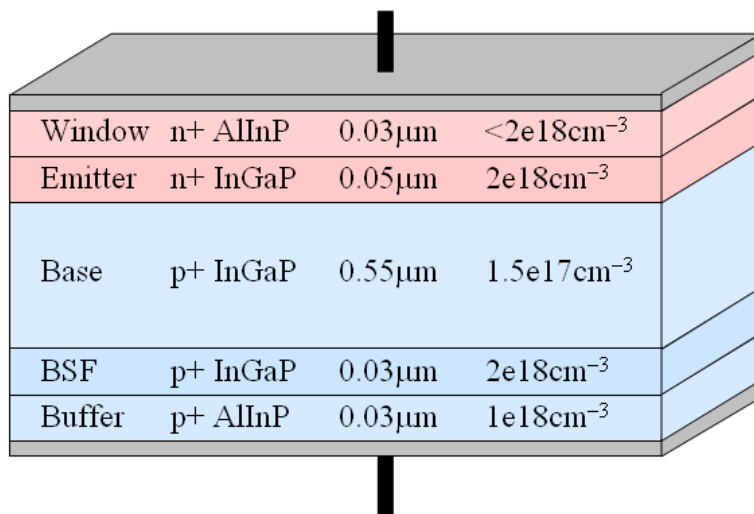 Window n+ AlInP 0.03μm <2e18cm⁻³
Emitter n+ InGaP 0.05μm 2e18cm⁻³
Base p+ InGaP 0.55μm 1.5e17cm⁻³
BSF p+ InGaP 0.03μm 2e18cm⁻³
Buffer p+ AlInP 0.03μm 1e18cm⁻³